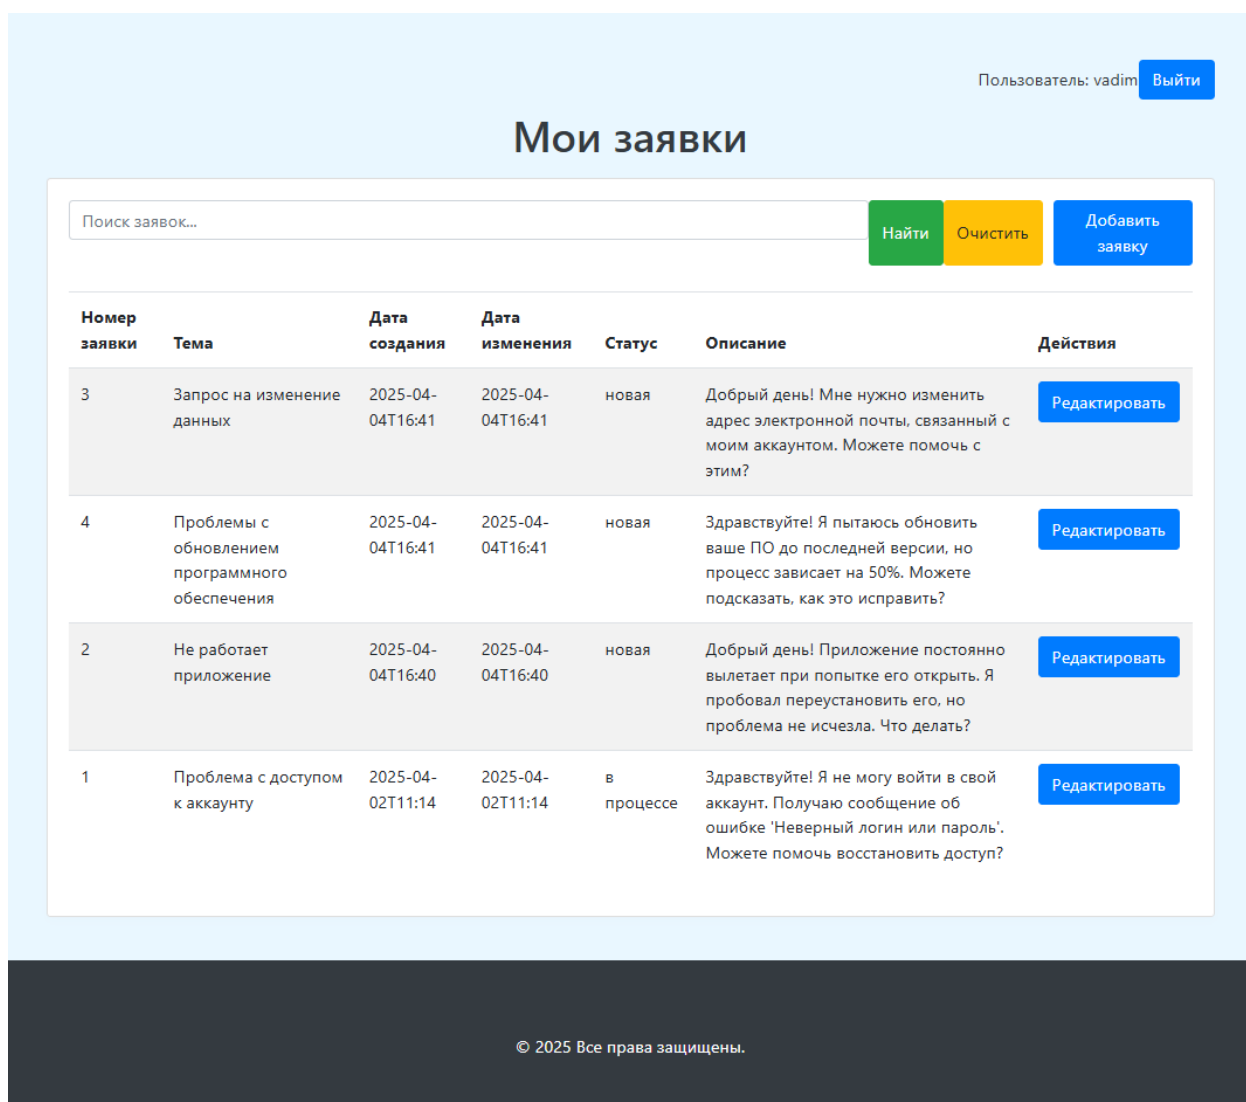 Пользователь: vadim Выйти
Мои заявки
Поиск заявок... Найти Очистить Добавить
заявку
Номер
заявки Тема Дата
создания Дата
изменения Статус Описание Действия
3 Запрос на изменение
данных 2025-04-
04T16:41 2025-04-
04T16:41 новая Добрый день! Мне нужно изменить
адрес электронной почты, связанный с
моим аккаунтом. Можете помочь с
этим? Редактировать
4 Проблемы с
обновлением
программного
обеспечения 2025-04-
04T16:41 2025-04-
04T16:41 новая Здравствуйте! Я пытаюсь обновить
ваше ПО до последней версии, но
процесс зависает на 50%. Можете
подсказать, как это исправить? Редактировать
2 Не работает
приложение 2025-04-
04T16:40 2025-04-
04T16:40 новая Добрый день! Приложение постоянно
вылетает при попытке его открыть. Я
пробовал переустановить его, но
проблема не исчезла. Что делать? Редактировать
1 Проблема с доступом
к аккаунту 2025-04-
02T11:14 2025-04-
02T11:14 в
процессе Здравствуйте! Я не могу войти в свой
аккаунт. Получаю сообщение об
ошибке 'Неверный логин или пароль'.
Можете помочь восстановить доступ? Редактировать
© 2025 Все права защищены.